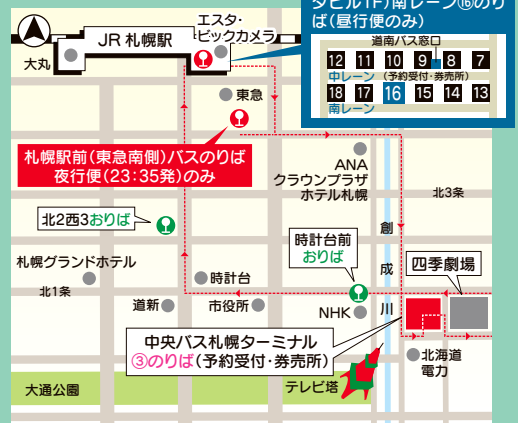 タビル1F)南レーン⑯のり
ば(昼行便のみ)
道南バス窓口
12 11 10 9 8 7
中レーン (予約受付・券売所)
18 17 16 15 14 13
南レーン
エスタ・
ビックカメラ
JR 札幌駅
大丸
東急
札幌駅前(東急南側)バスのりば
夜行便(23:35発)のみ
ANA
クラウンプラザ
ホテル札幌
北3条
北2西3おりば
創成川
時計台前
おりば
四季劇場
札幌グランドホテル
北1条
時計台
道新
市役所
NHK
中央バス札幌ターミナル
③のりば(予約受付・券売所)
北海道
電力
大通公園
テレビ塔